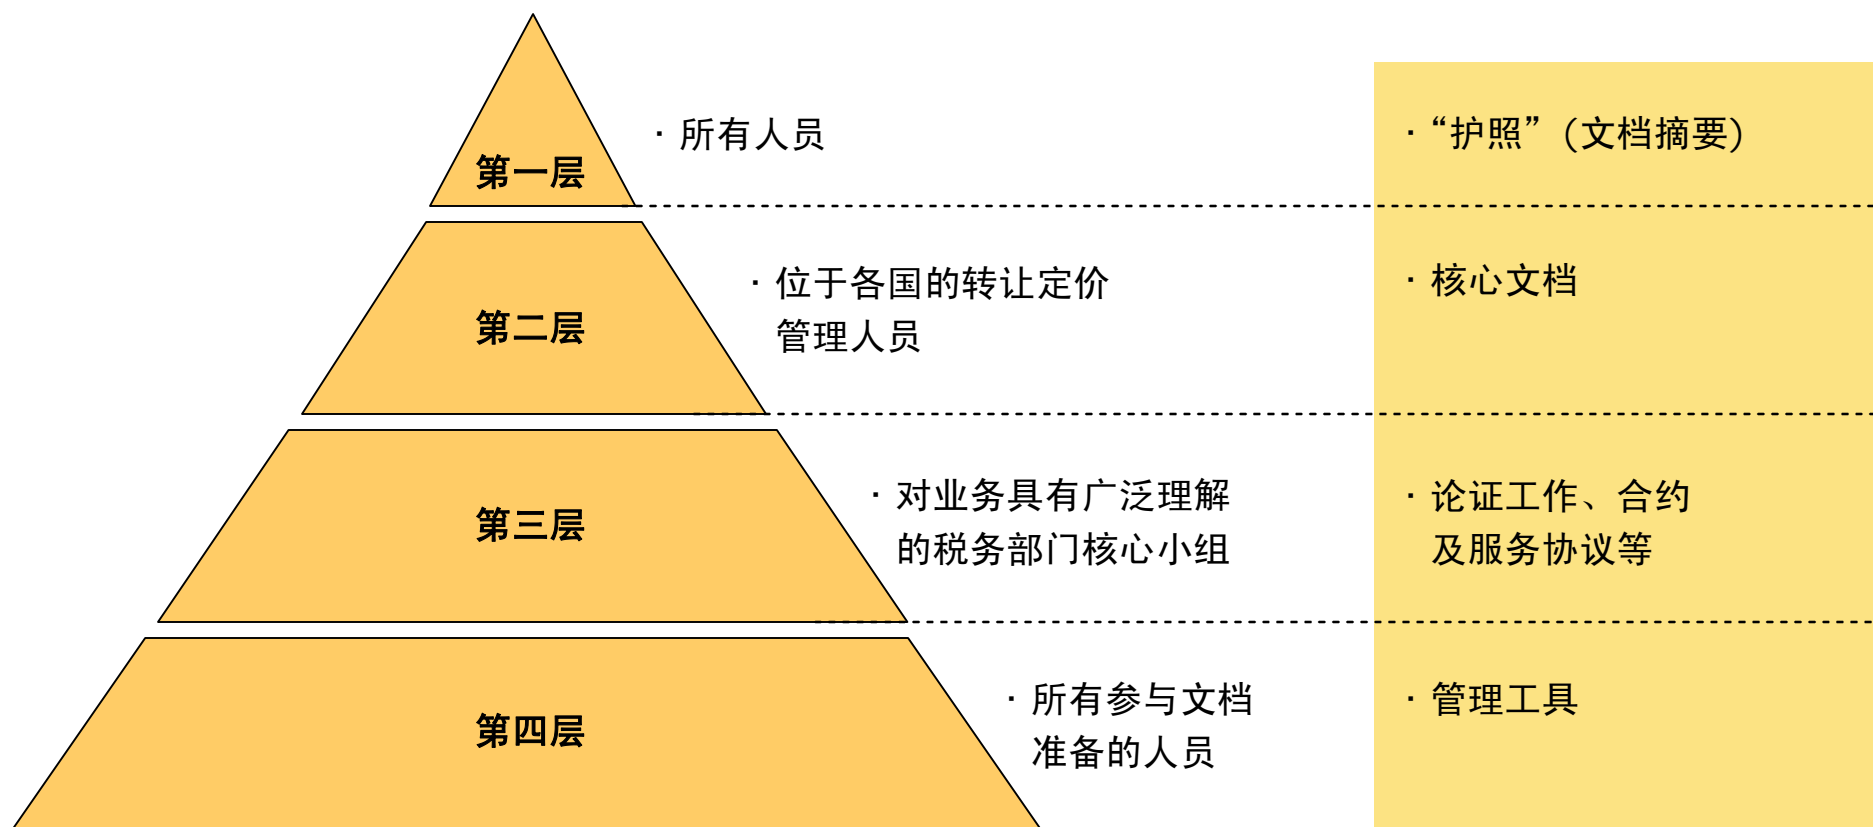 第一层
· 所有人员
· “护照”(文档摘要)
第二层
· 位于各国的转让定价
管理人员
· 核心文档
第三层
· 对业务具有广泛理解
的税务部门核心小组
· 论证工作、合约
及服务协议等
第四层
· 所有参与文档
准备的人员
· 管理工具